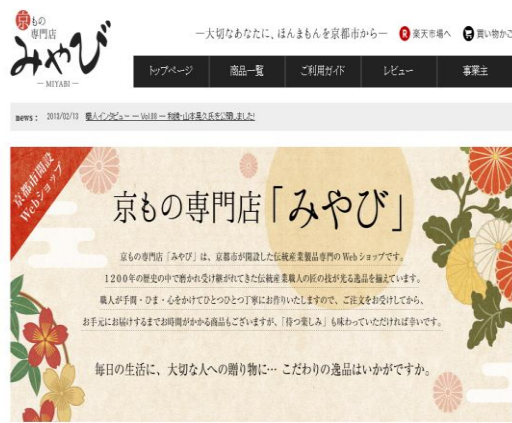 京もの
専門店
みやび
― MIYABI ―
―大切なあなたに、ほんまもんを京都市から―
R 楽天市場へ
買い物かご
トップページ
商品一覧
ご利用ガイド
レビュー
事業主
news : 2013/02/13 職人インタビュー ― Vol.08 ― 和鏡・山本晃久氏を公開しました!
京都市開設
Webショップ
京もの専門店「みやび」
京もの専門店「みやび」は、京都市が開設した伝統産業製品専門のWebショップです。
1200年の歴史の中で磨かれ受け継がれてきた伝統産業職人の匠の技が光る逸品を揃えています。
職人が手間・ひま・心をかけてひとつひとつ丁寧にお作りいたしますので、ご注文をお受けしてから、
お手元にお届けするまでお時間がかかる商品もございますが、「待つ楽しみ」も味わっていただければ幸いです。
毎日の生活に、大切な人への贈り物に… こだわりの逸品はいかがですか。